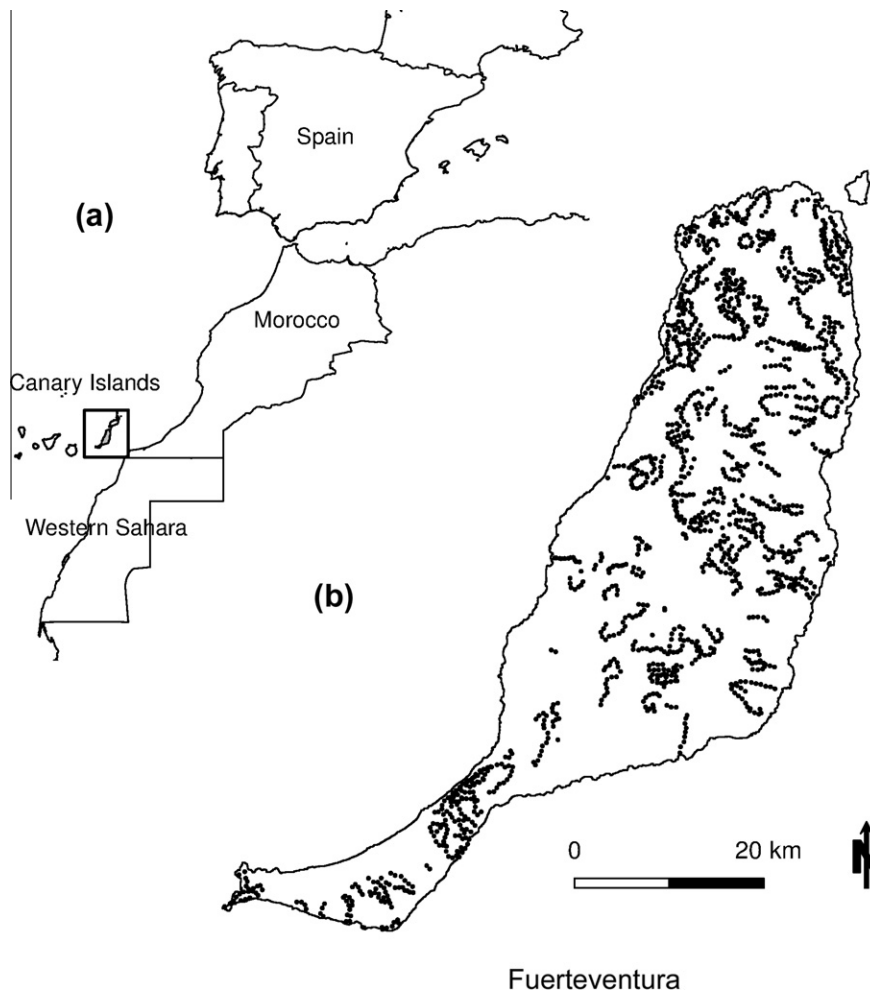 Spain
(a)
Morocco
Canary Islands
Western Sahara
(b)
0 20 km
N
Fuerteventura